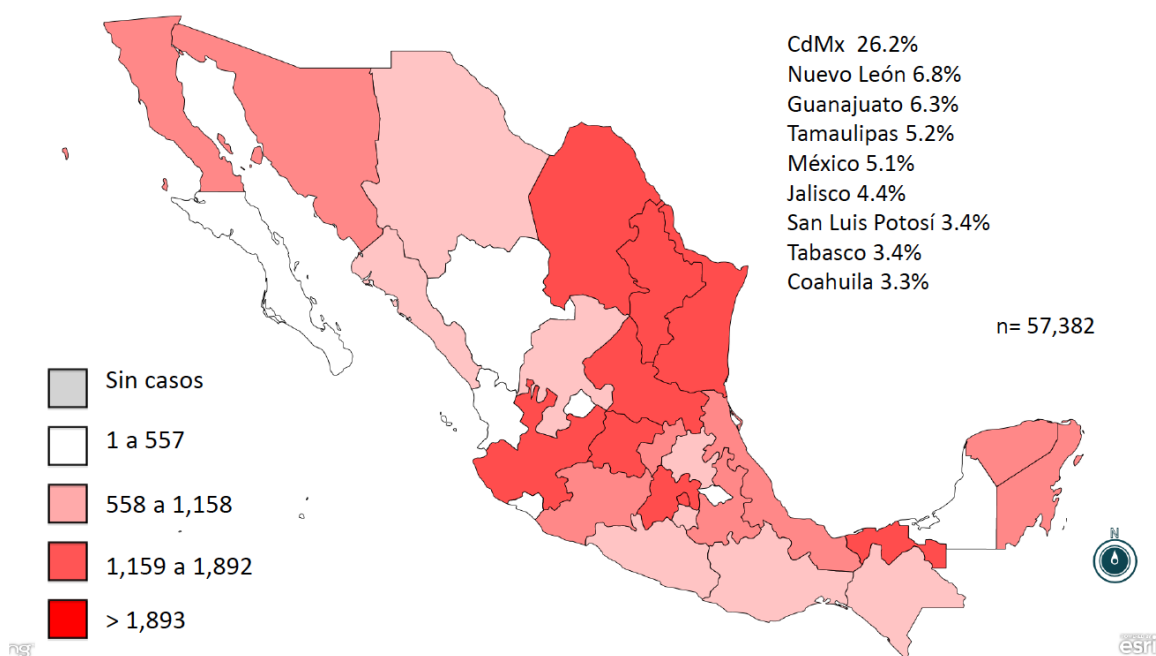 CdMx 26.2%
Nuevo León 6.8%
Guanajuato 6.3%
Tamaulipas 5.2%
México 5.1%
Jalisco 4.4%
San Luis Potosí 3.4%
Tabasco 3.4%
Coahuila 3.3%
n= 57,382
Sin casos
1 a 557
558 a 1,158
1,159 a 1,892
> 1,893
N
esri